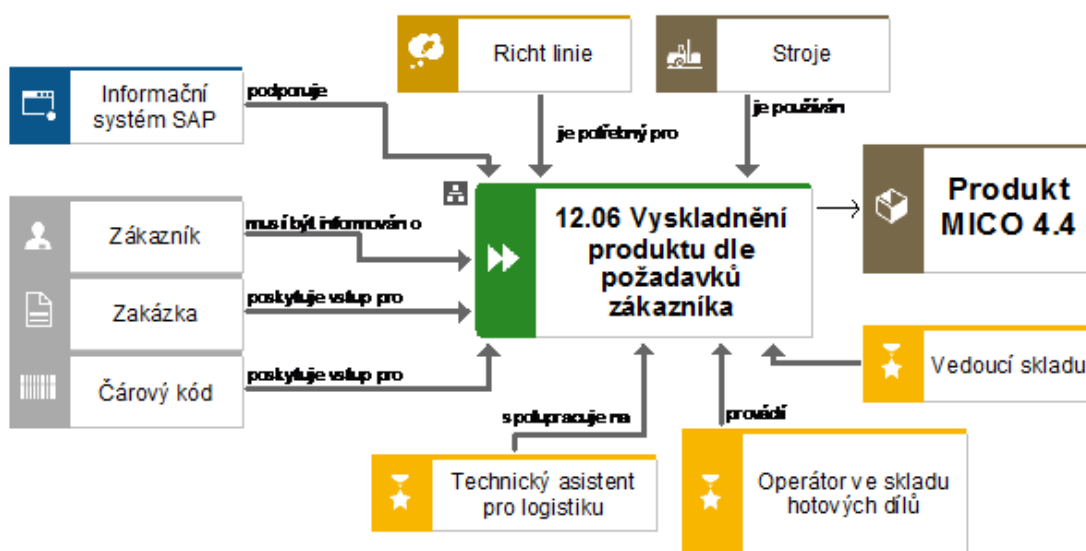 Richt linie
Stroje
Informační
systém SAP
podporuje
je potřebný pro
je používán
Zákazník
musí být informován o
Zakázka
poskytuje vstup pro
Čárový kód
poskytuje vstup pro
12.06 Vyskladnění
produktu dle
požadavků
zákazníka
Produkt
MICO 4.4
Vedoucí skladu
spolupracuje na
provádí
Technický asistent
pro logistiku
Operátor ve skladu
hotových dílů